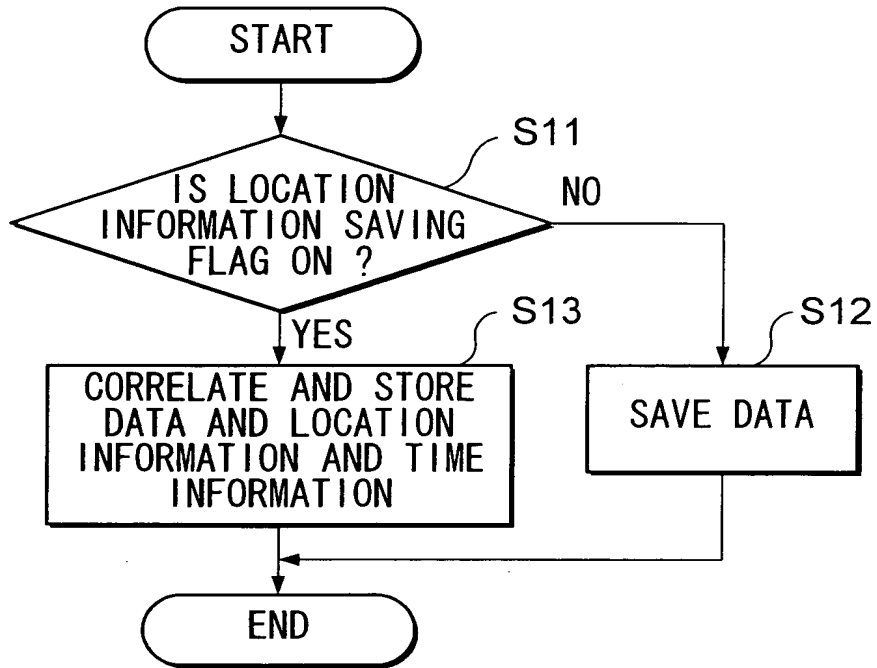 START
S11
IS LOCATION
INFORMATION SAVING
FLAG ON ?
NO
YES
S13
S12
CORRELATE AND STORE
DATA AND LOCATION
INFORMATION AND TIME
INFORMATION
SAVE DATA
END